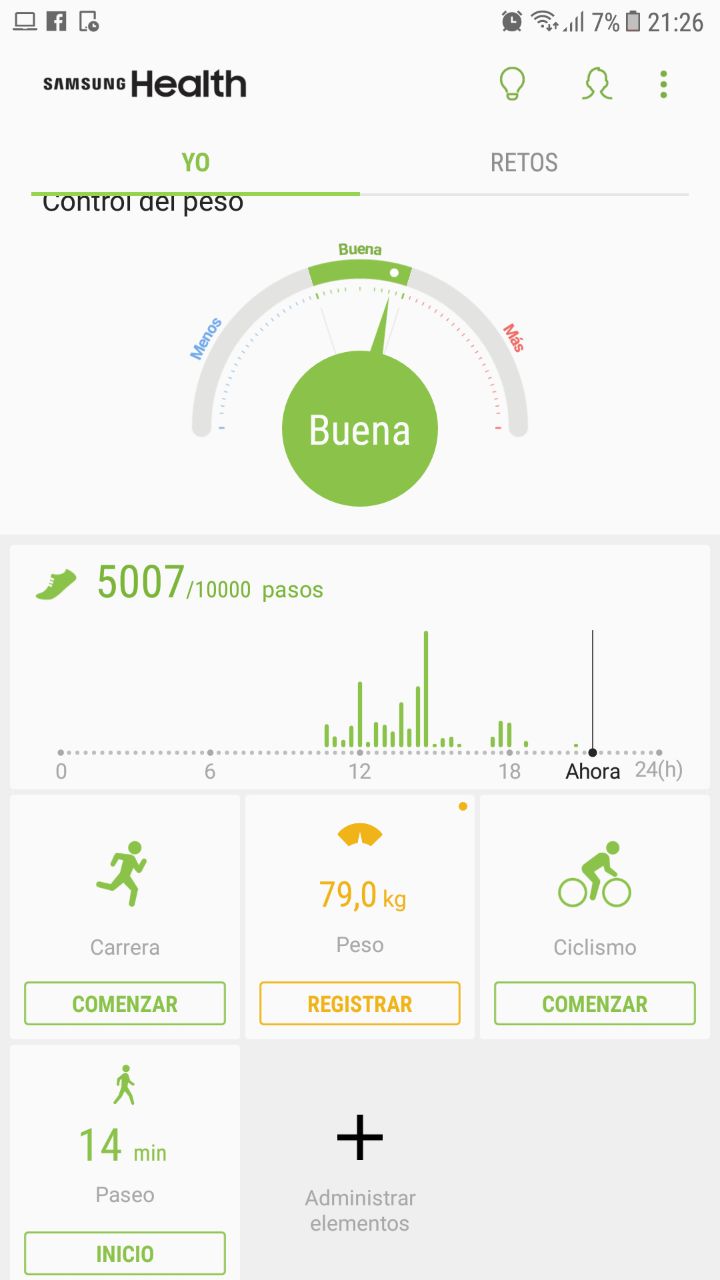 7% 21:26
SAMSUNG Health
YO RETOS
Control del peso
Buena
Menos
Más
Buena
5007/10000 pasos
0 6 12 18 Ahora 24(h)
79,0 kg
Carrera Peso Ciclismo
COMENZAR REGISTRAR COMENZAR
14 min
Paseo
Administrar
elementos
INICIO